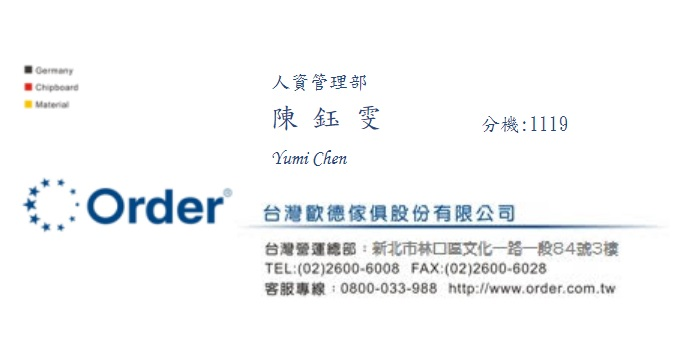 Germany
Chipboard
Material
人資管理部
陳 鈺 雯
分機:1119
Yumi Chen
Order®
台灣歐德傢俱股份有限公司
台灣營運總部：新北市林口區文化一路一段84號3樓
TEL:(02)2600-6008 FAX:(02)2600-6028
客服專線：0800-033-988 http://www.order.com.tw